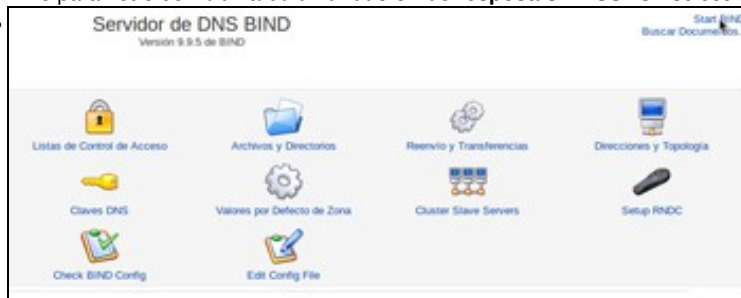 Servidor de DNS BIND
Versión 9.9.5 de BIND
Start BIND
Buscar Documentos..
Listas de Control de Acceso
Archivos y Directorios
Reenvío y Transferencias
Direcciones y Topología
Claves DNS
Valores por Defecto de Zona
Cluster Slave Servers
Setup RNDC
Check BIND Config
Edit Config File